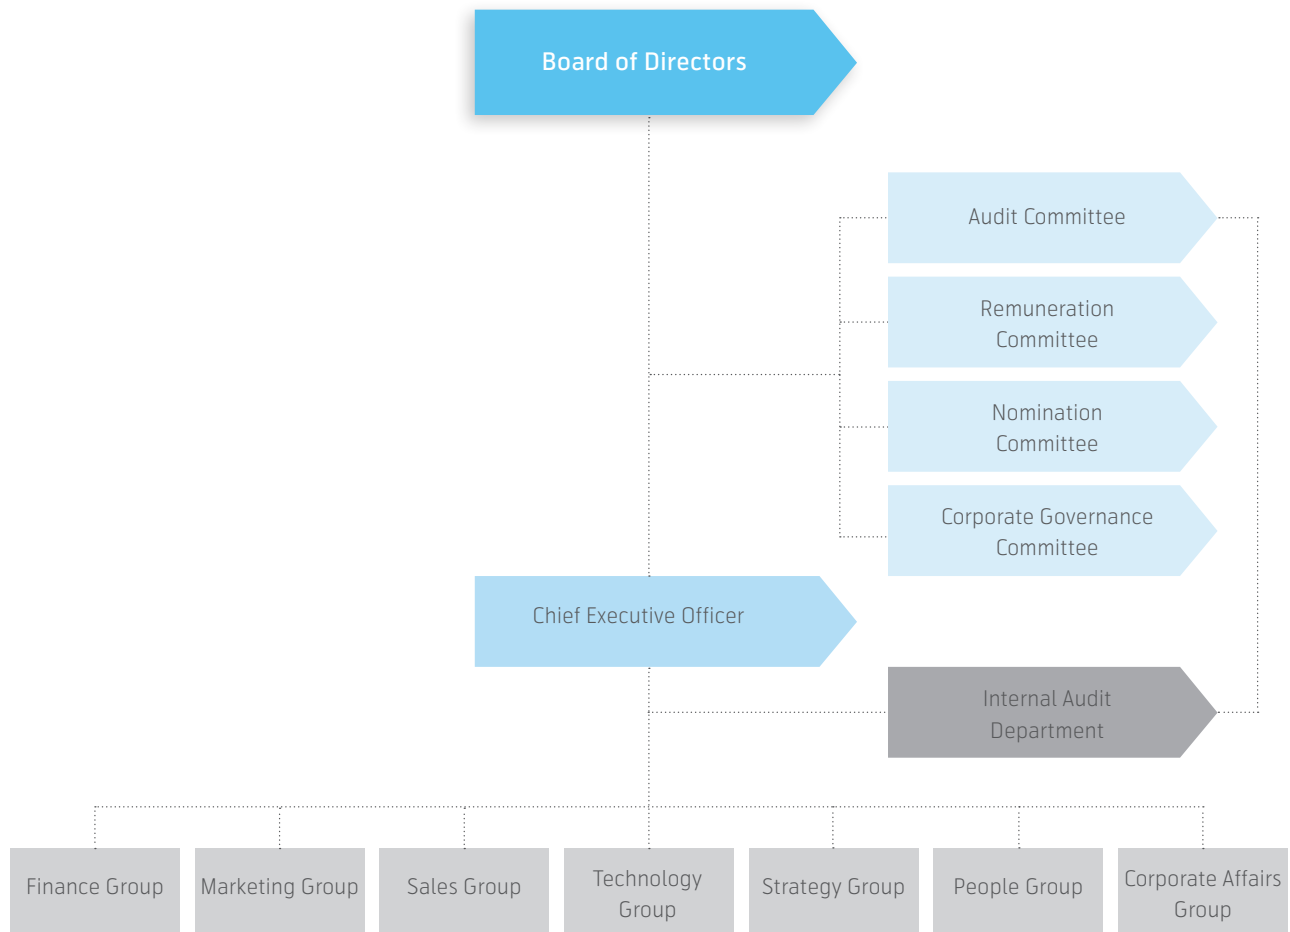 Board of Directors
Audit Committee
Remuneration
Committee
Nomination
Committee
Corporate Governance
Committee
Chief Executive Officer
Internal Audit
Department
Finance Group
Marketing Group
Sales Group
Technology
Group
Strategy Group
People Group
Corporate Affairs
Group